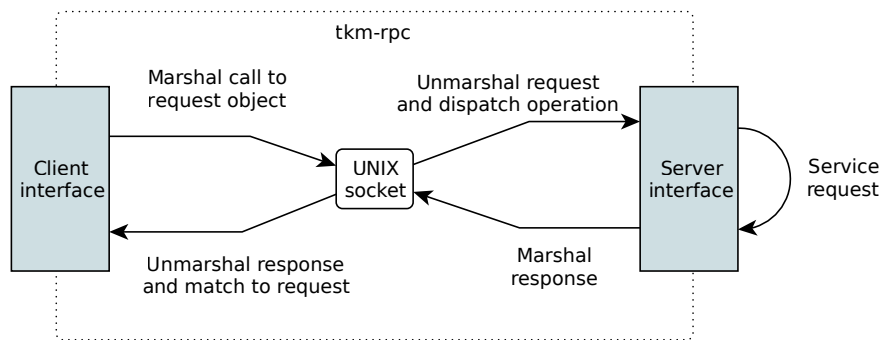 tkm-rpc
Marshal call to
request object
Unmarshal request
and dispatch operation
Client
interface
UNIX
socket
Server
interface
Service
request
Unmarshal response
and match to request
Marshal
response